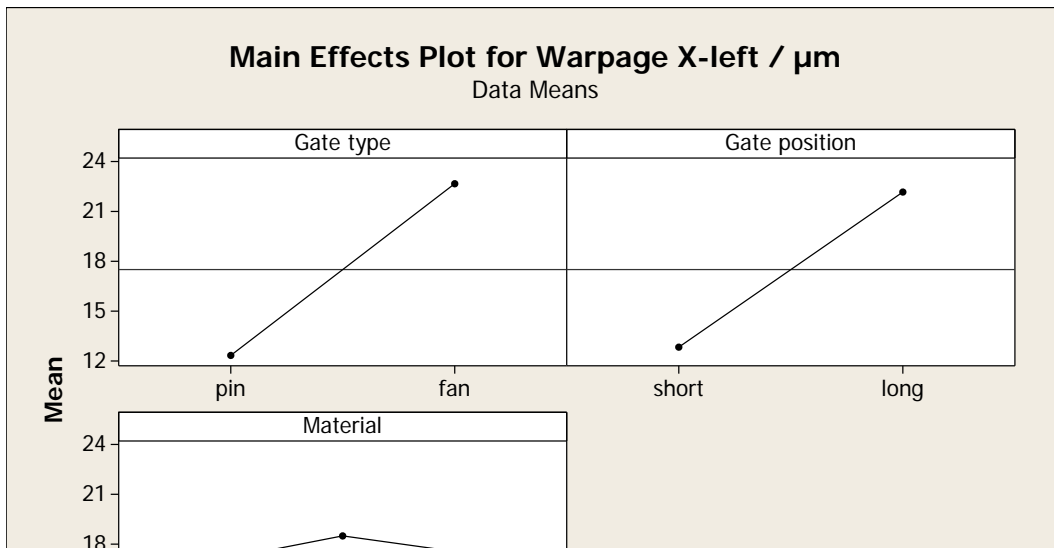 Main Effects Plot for Warpage X-left / µm
Data Means
Gate type
Gate position
24
21
18
15
12
pin
fan
short
long
Mean
Material
24
21
18